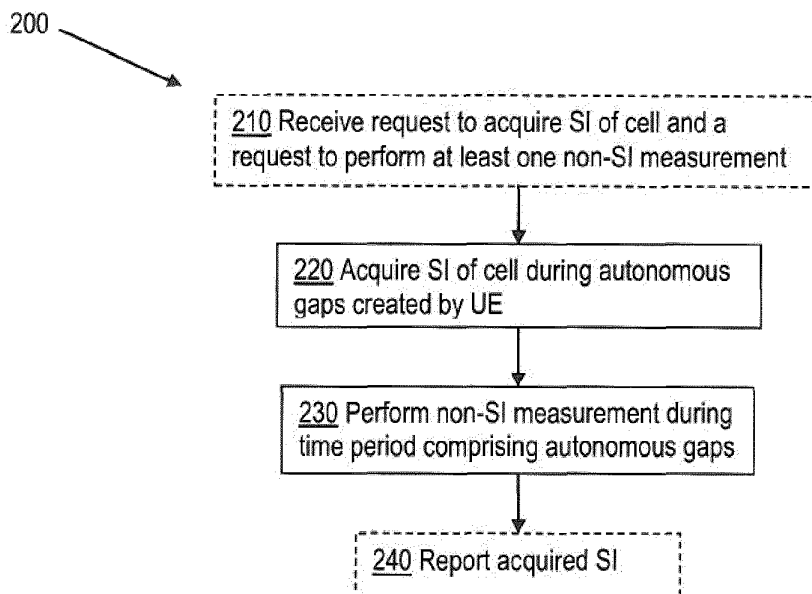 200
210 Receive request to acquire SI of cell and a
request to perform at least one non-SI measurement
220 Acquire SI of cell during autonomous
gaps created by UE
230 Perform non-SI measurement during
time period comprising autonomous gaps
240 Report acquired SI